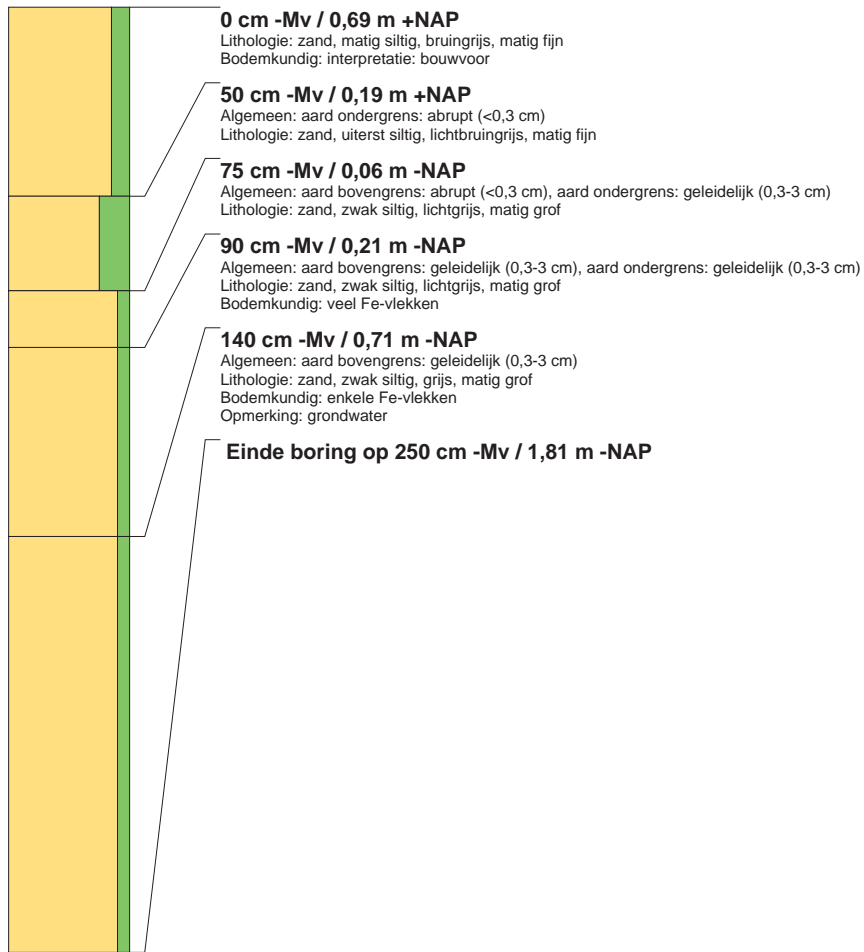 0 cm -Mv / 0,69 m +NAP
Lithologie: zand, matig siltig, bruingrijs, matig fijn
Bodemkundig: interpretatie: bouwvoor
50 cm -Mv / 0,19 m +NAP
Algemeen: aard ondergrens: abrupt (<0,3 cm)
Lithologie: zand, uiterst siltig, lichtbruingrijs, matig fijn
75 cm -Mv / 0,06 m -NAP
Algemeen: aard bovengrens: abrupt (<0,3 cm), aard ondergrens: geleidelijk (0,3-3 cm)
Lithologie: zand, zwak siltig, lichtgrijs, matig grof
90 cm -Mv / 0,21 m -NAP
Algemeen: aard bovengrens: geleidelijk (0,3-3 cm), aard ondergrens: geleidelijk (0,3-3 cm)
Lithologie: zand, zwak siltig, lichtgrijs, matig grof
Bodemkundig: veel Fe-vlekken
140 cm -Mv / 0,71 m -NAP
Algemeen: aard bovengrens: geleidelijk (0,3-3 cm)
Lithologie: zand, zwak siltig, grijs, matig grof
Bodemkundig: enkele Fe-vlekken
Opmerking: grondwater
Einde boring op 250 cm -Mv / 1,81 m -NAP